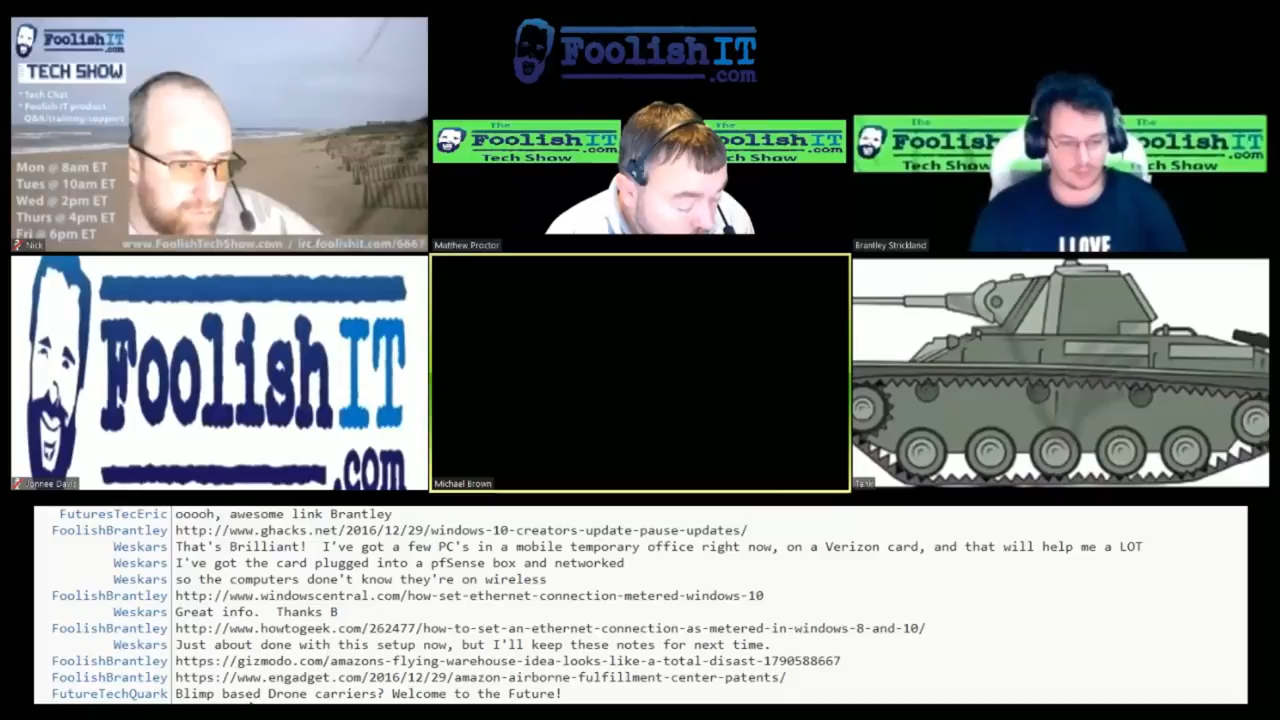 FoolishIT
.com
TECH SHOW
* Tech Chat
* Foolish IT product
Q&A/training/support
Mon @ 8am ET
Tues @ 10am ET
Wed @ 2pm ET
Thurs @ 4pm ET
Fri @ 6pm ET
www.FoolishTechShow.com / irc.foolishit.com/6667
Nick
FoolishIT
.com
The
FoolishIT
.com
Tech Show
The
FoolishIT
.com
Tech Show
Matthew Proctor
The
FoolishIT
.com
Tech Show
oolishIT
.com
Tech Show
I LOVE
Brantley Strickland
FoolishIT
.com
Jonnee Davis
Michael Brown
Tank
FuturesTecEric ooooh, awesome link Brantley
FoolishBrantley http://www.ghacks.net/2016/12/29/windows-10-creators-update-pause-updates/
Weskars That's Brilliant! I've got a few PC's in a mobile temporary office right now, on a Verizon card, and that will help me a LOT
Weskars I've got the card plugged into a pfSense box and networked
Weskars so the computers done't know they're on wireless
FoolishBrantley http://www.windowscentral.com/how-set-ethernet-connection-metered-windows-10
Weskars Great info. Thanks B
FoolishBrantley http://www.howtogeek.com/262477/how-to-set-an-ethernet-connection-as-metered-in-windows-8-and-10/
Weskars Just about done with this setup now, but I'll keep these notes for next time.
FoolishBrantley https://gizmodo.com/amazons-flying-warehouse-idea-looks-like-a-total-disast-1790588667
FoolishBrantley https://www.engadget.com/2016/12/29/amazon-airborne-fulfillment-center-patents/
FutureTechQuark Blimp based Drone carriers? Welcome to the Future!